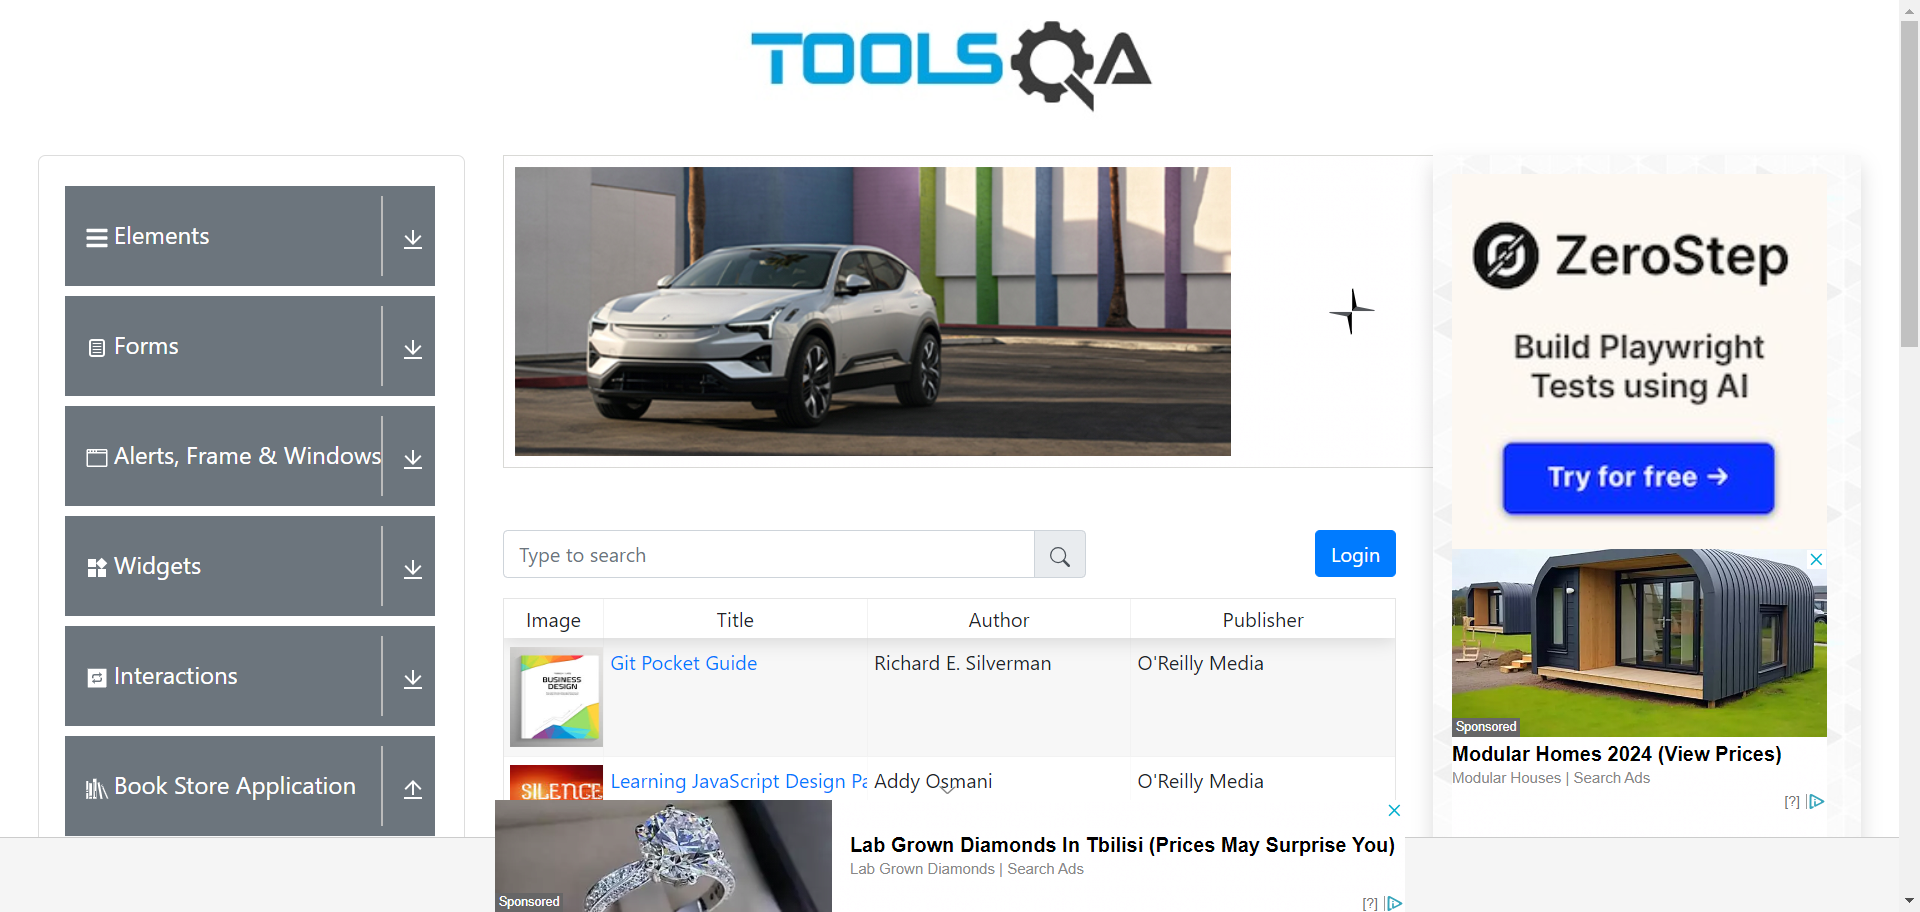 TOOLSQA
Elements
Forms
Alerts, Frame & Windows
Widgets
Interactions
Book Store Application
ZeroStep
Build Playwright
Tests using AI
Try for free →
Type to search
Login
Image Title Author Publisher
BUSINESS
DESIGN
Git Pocket Guide Richard E. Silverman O'Reilly Media
SILENCE
Learning JavaScript Design Pa Addy Osmani O'Reilly Media
Sponsored
Modular Homes 2024 (View Prices)
Modular Houses | Search Ads
[?]
Sponsored
Lab Grown Diamonds In Tbilisi (Prices May Surprise You)
Lab Grown Diamonds | Search Ads
[?]